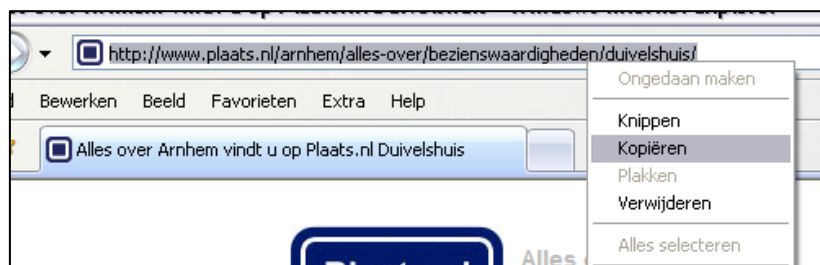 http://www.plaats.nl/arnhem/alles-over/bezienswaardigheden/duivelshuis/
Ongedaan maken
Bewerken Beeld Favorieten Extra Help
Knippen
Alles over Arnhem vindt u op Plaats.nl Duivelshuis
Kopiëren
Plakken
Verwijderen
Alles selecteren
Alles